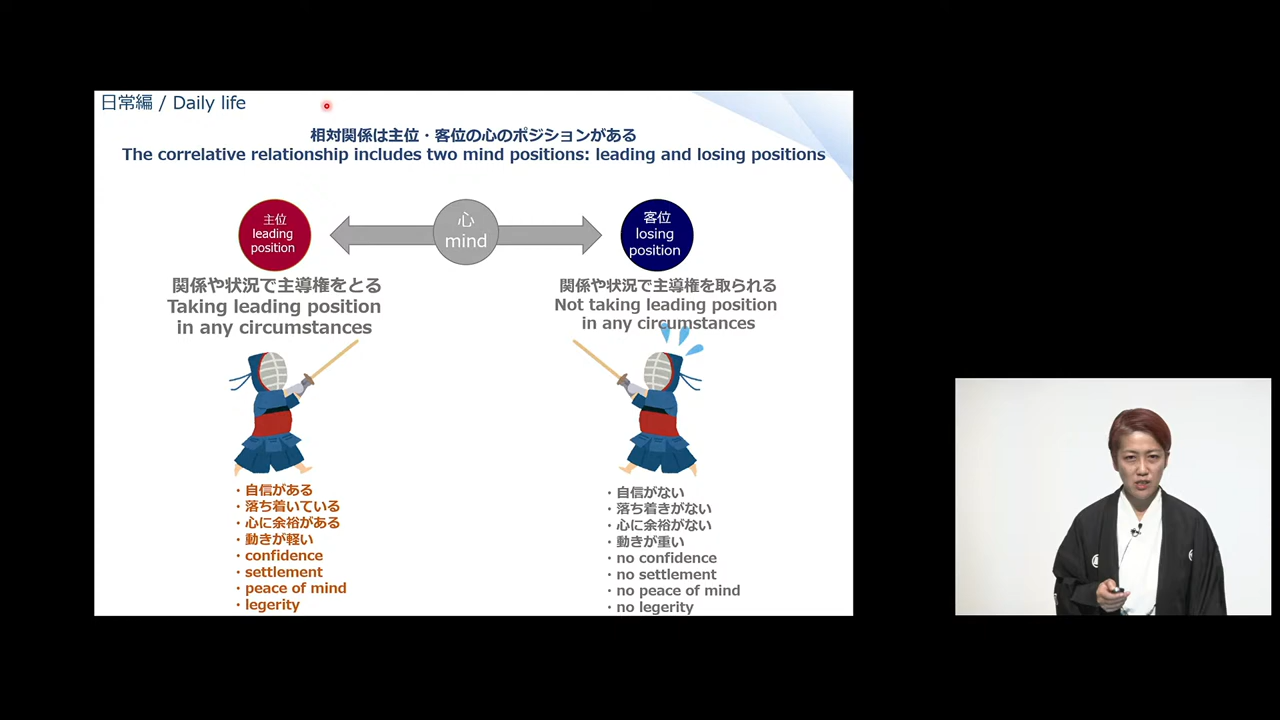 日常編 / Daily life
相対関係は主位・客位の心のポジションがある
The correlative relationship includes two mind positions: leading and losing positions
主位
leading
position
心
mind
客位
losing
position
関係や状況で主導権をとる
Taking leading position
in any circumstances
関係や状況で主導権を取られる
Not taking leading position
in any circumstances
・自信がある
・落ち着いている
・心に余裕がある
・動きが軽い
・confidence
・settlement
・peace of mind
・legerity
・自信がない
・落ち着きがない
・心に余裕がない
・動きが重い
・no confidence
・no settlement
・no peace of mind
・no legerity